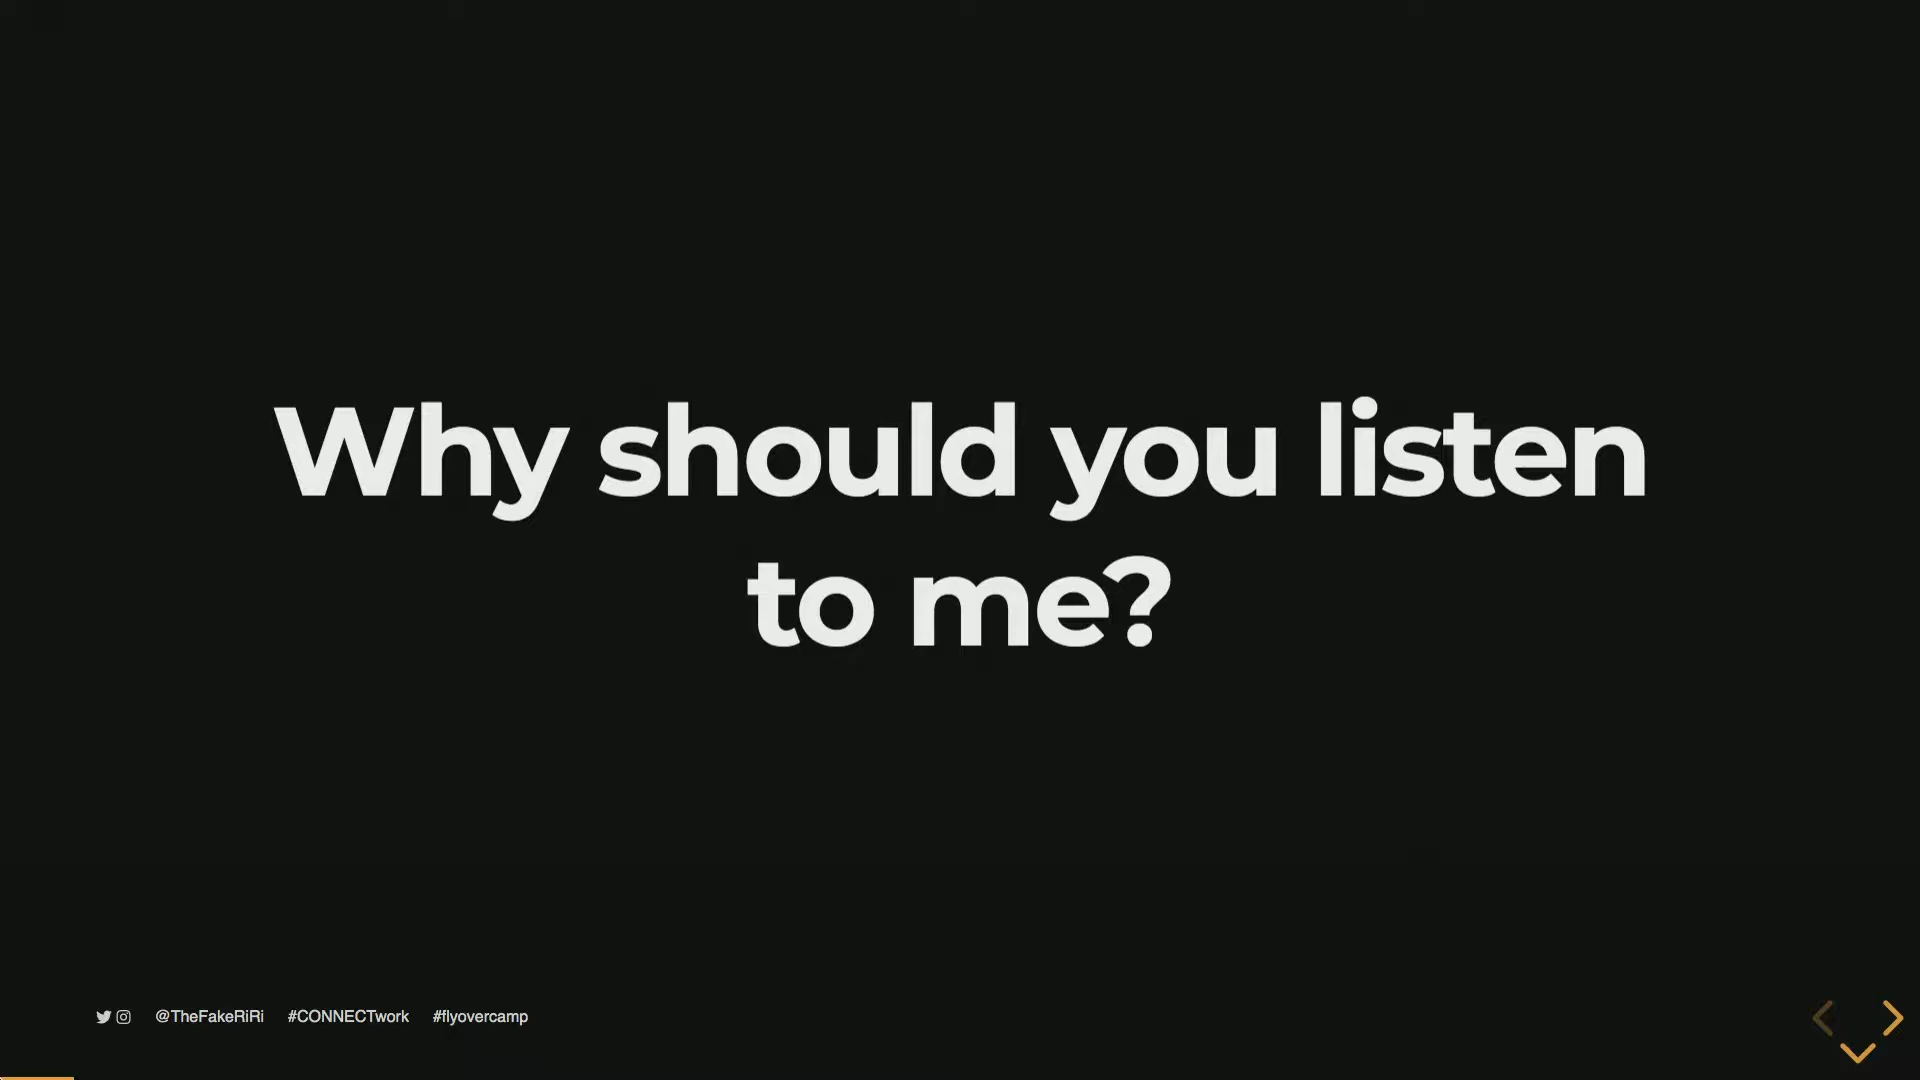 Why should you listen
to me?
@TheFakeRiRi #CONNECTwork #flyovercamp